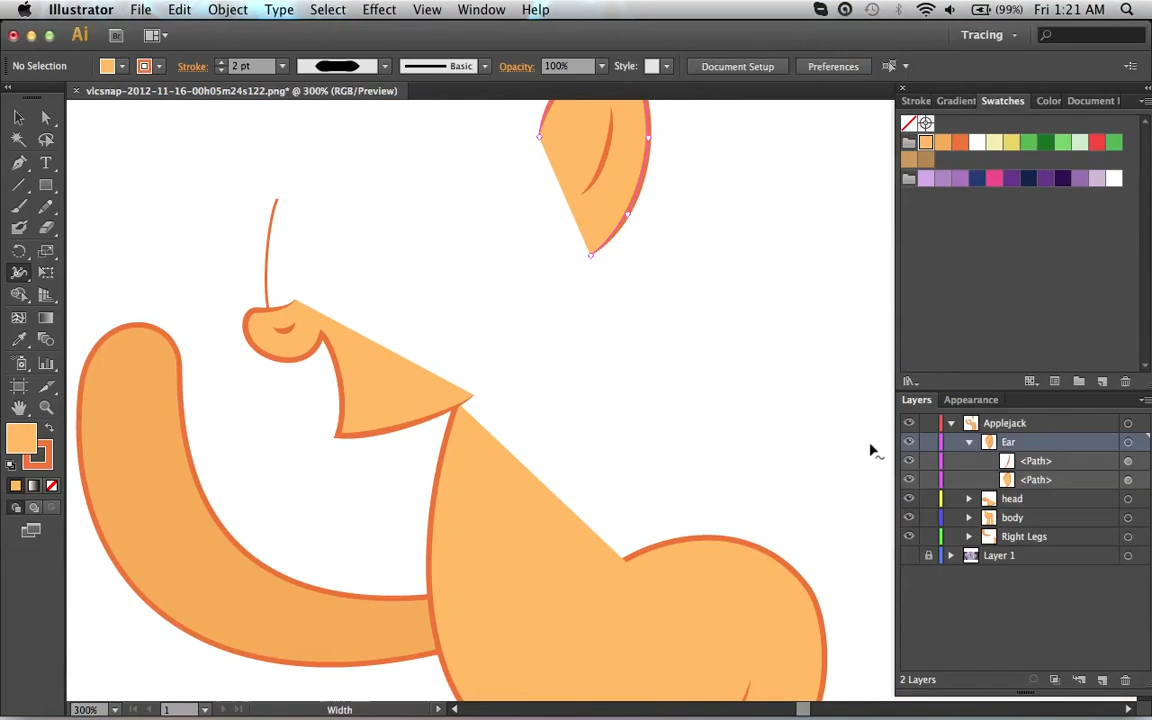 Illustrator File Edit Object Type Select Effect View Window Help (99%) Fri 1:21 AM
Ai Br Tracing
No Selection Stroke: 2 pt Basic Opacity: 100% Style: Document Setup Preferences
vlcsnap-2012-11-16-00h05m24s122.png* @ 300% (RGB/Preview)
Stroke Gradient Swatches Color Document I
Layers Appearance
Applejack
Ear
<Path>
<Path>
head
body
Right Legs
Layer 1
2 Layers
300% 1 Width